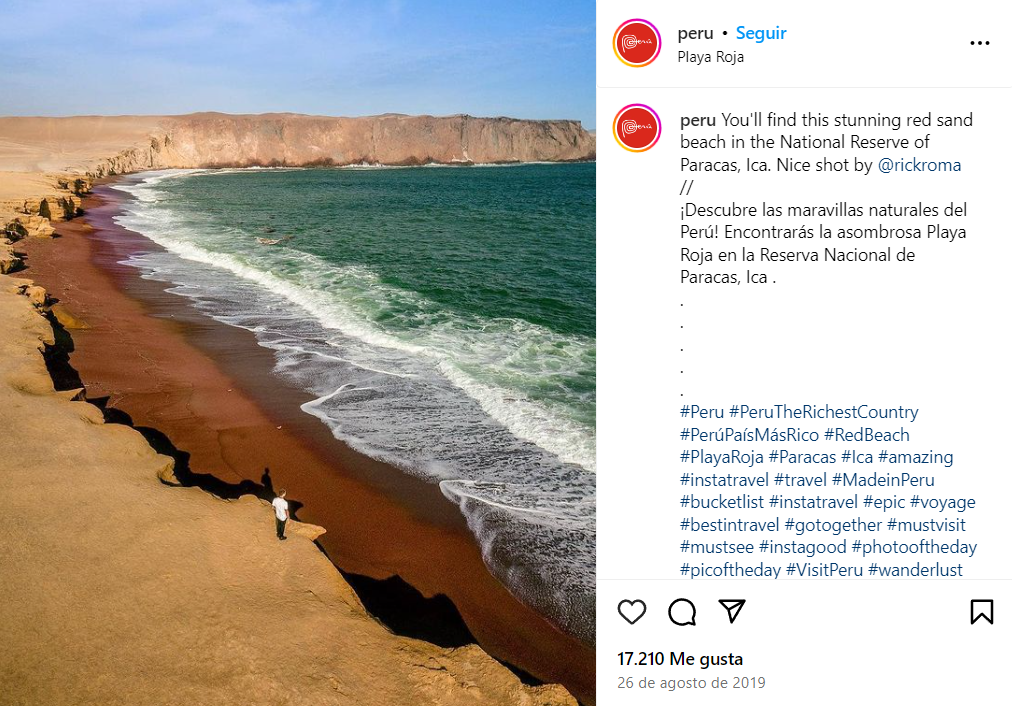 peru • Seguir
Playa Roja
peru You'll find this stunning red sand
beach in the National Reserve of
Paracas, Ica. Nice shot by @rickroma
//
¡Descubre las maravillas naturales del
Perú! Encontrarás la asombrosa Playa
Roja en la Reserva Nacional de
Paracas, Ica .
.
.
.
.
.
#Peru #PeruTheRichestCountry
#PerúPaísMásRico #RedBeach
#PlayaRoja #Paracas #Ica #amazing
#instatravel #travel #MadeinPeru
#bucketlist #instatravel #epic #voyage
#bestintravel #gotogether #mustvisit
#mustsee #instagood #photooftheday
#picoftheday #VisitPeru #wanderlust
17.210 Me gusta
26 de agosto de 2019